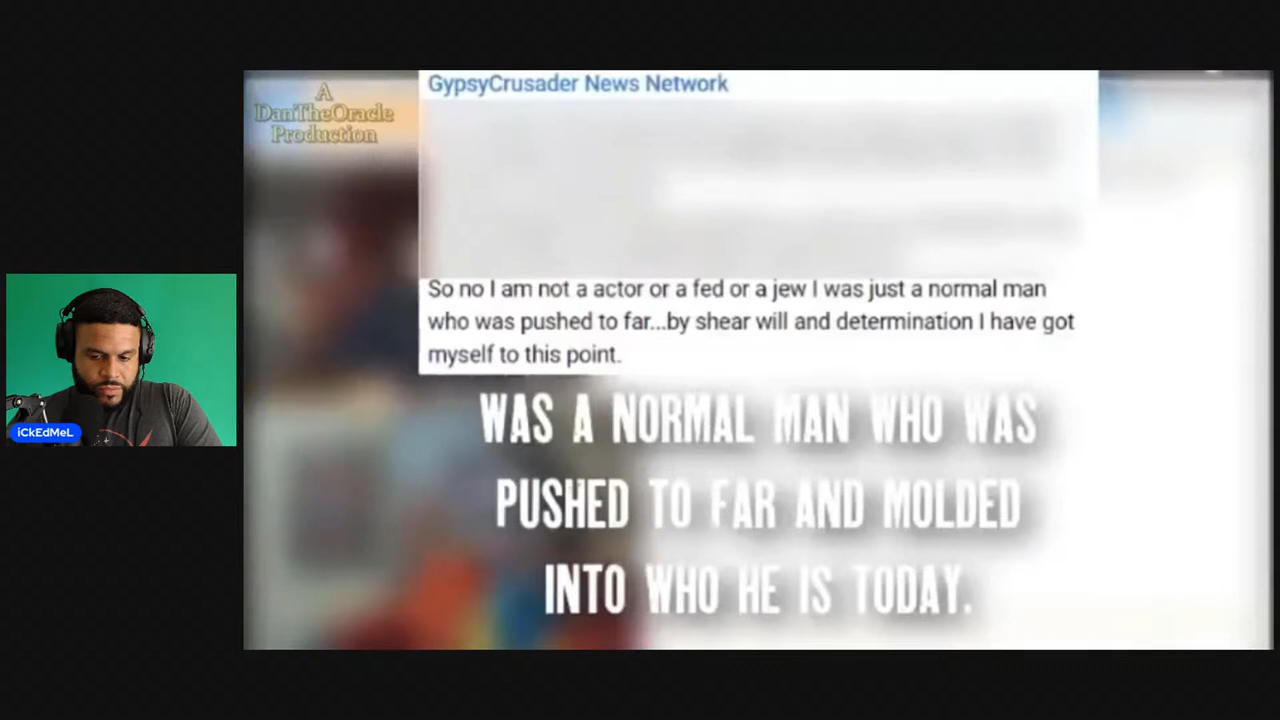 A
DaniTheOracle
Production
GypsyCrusader News Network
So no I am not a actor or a fed or a jew I was just a normal man
who was pushed to far...by shear will and determination I have got
myself to this point.
WAS A NORMAL MAN WHO WAS
PUSHED TO FAR AND MOLDED
INTO WHO HE IS TODAY.
iCkEdMeL